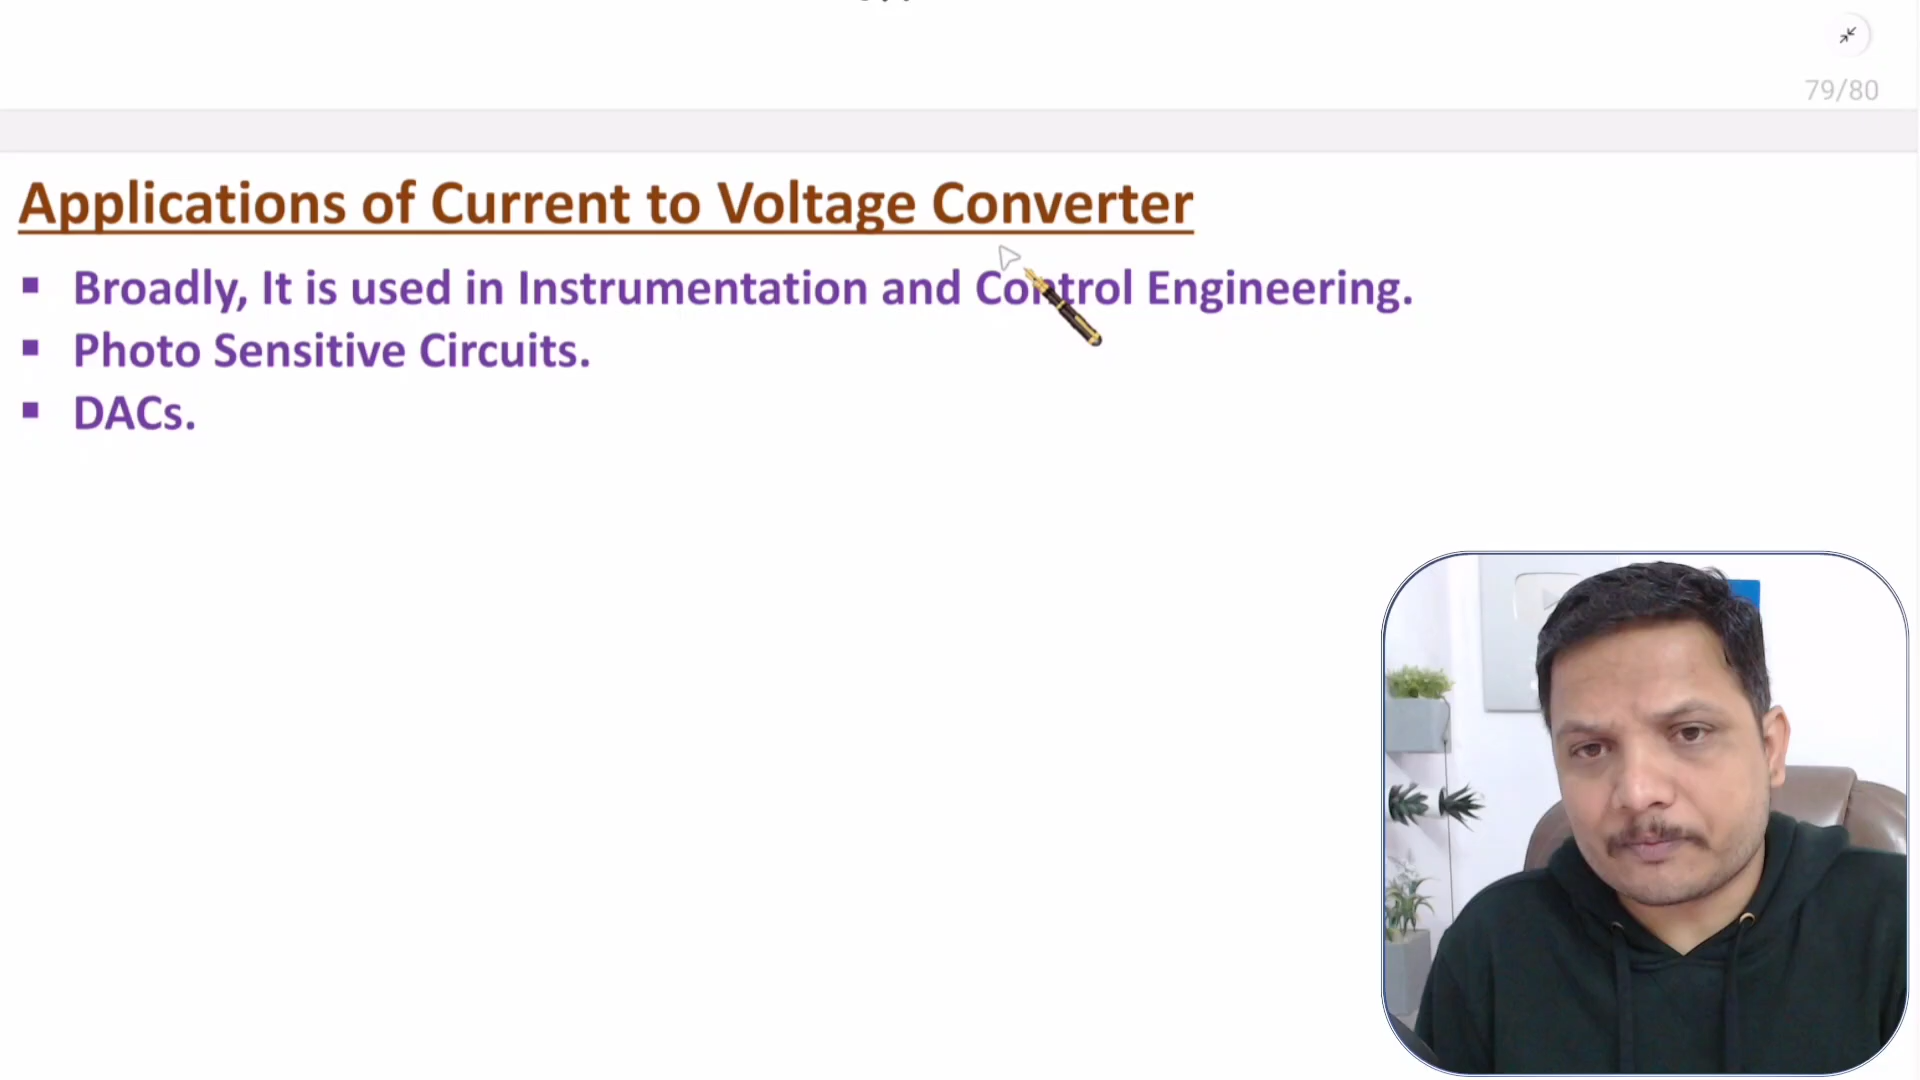 79/80
Applications of Current to Voltage Converter
▪ Broadly, It is used in Instrumentation and Control Engineering.
▪ Photo Sensitive Circuits.
▪ DACs.